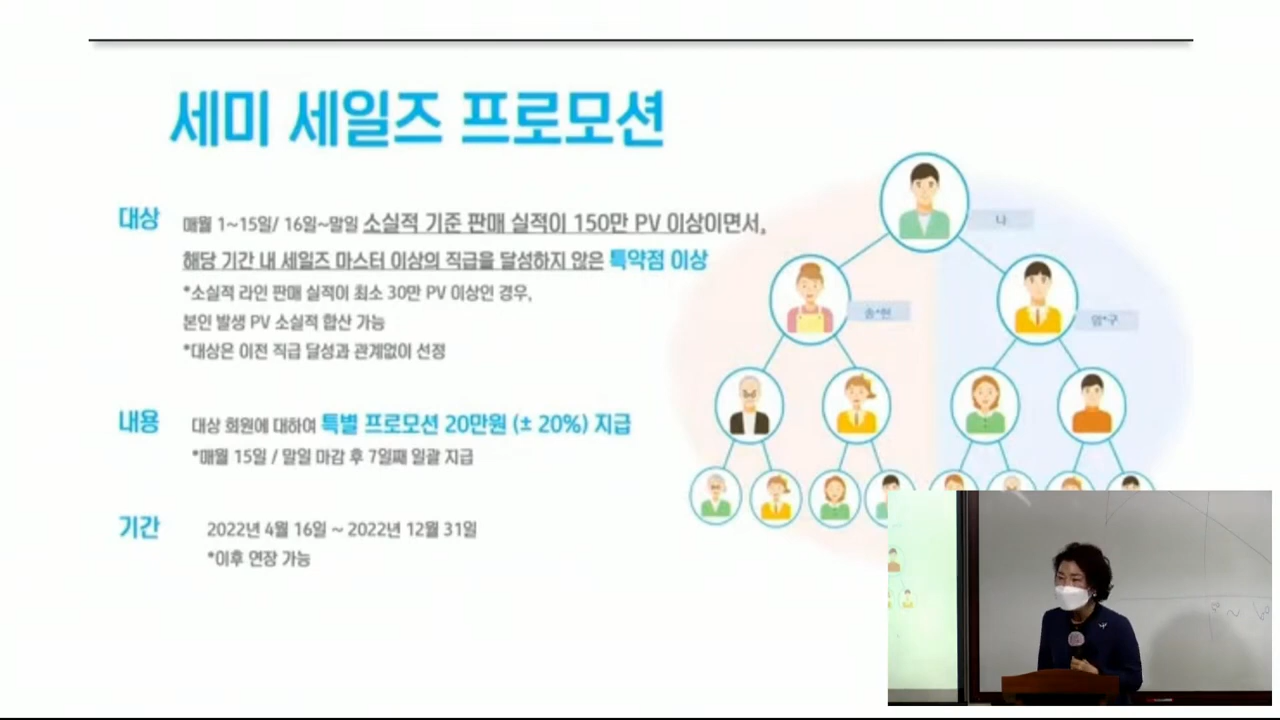 세미 세일즈 프로모션
대상
매월 1~15일/ 16일~말일 소실적 기준 판매 실적이 150만 PV 이상이면서,
해당 기간 내 세일즈 마스터 이상의 직급을 달성하지 않은 특약점 이상
*소실적 라인 판매 실적이 최소 30만 PV 이상인 경우,
본인 발생 PV 소실적 합산 가능
*대상은 이전 직급 달성과 관계없이 선정
내용
대상 회원에 대하여 특별 프로모션 20만원 (± 20%) 지급
*매월 15일 / 말일 마감 후 7일째 일괄 지급
기간
2022년 4월 16일 ~ 2022년 12월 31일
*이후 연장 가능
나
송*현